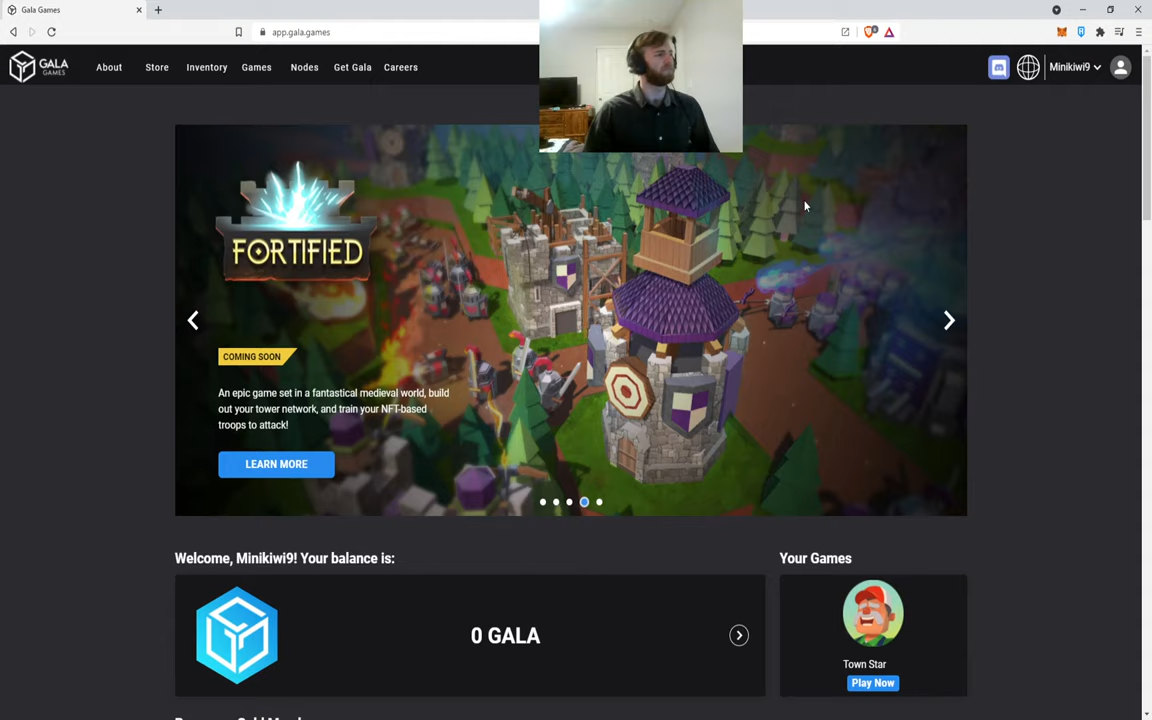 Gala Games
app.gala.games
GALA
GAMES
About
Store
Inventory
Games
Nodes
Get Gala
Careers
Minikiwi9
FORTIFIED
COMING SOON
An epic game set in a fantastical medieval world, build
out your tower network, and train your NFT-based
troops to attack!
LEARN MORE
Welcome, Minikiwi9! Your balance is:
Your Games
0 GALA
Town Star
Play Now